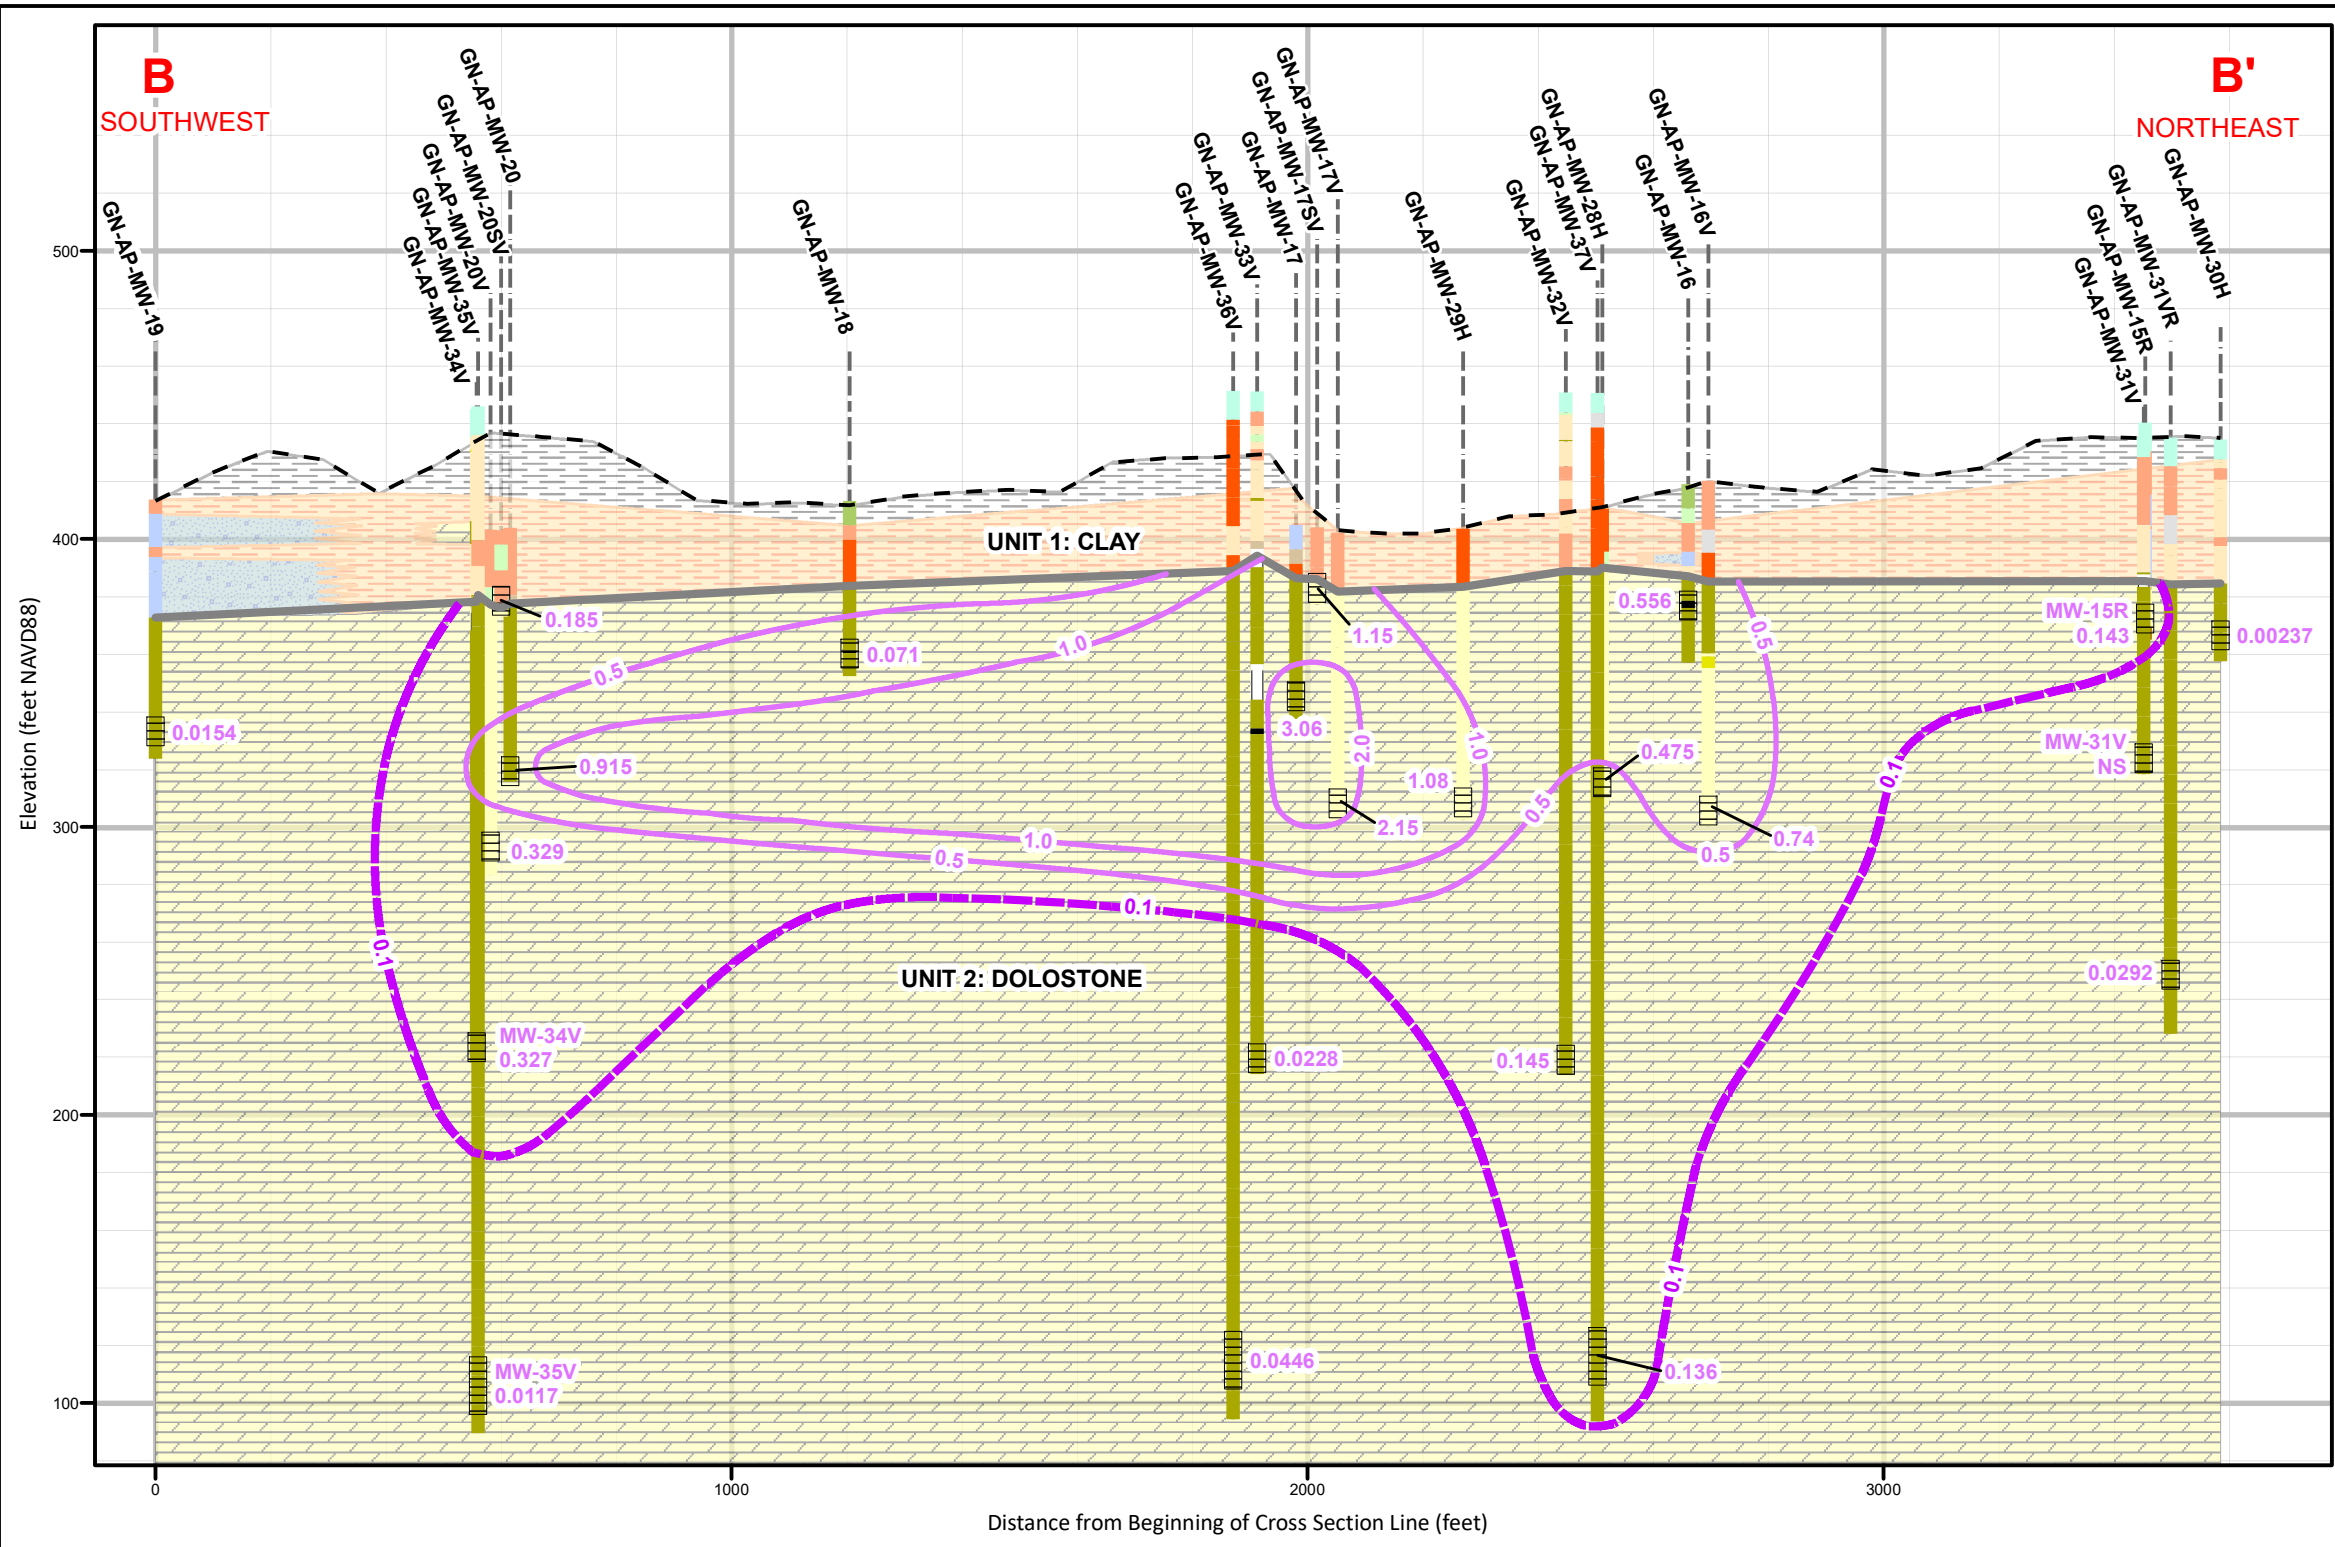 B
SOUTHWEST
B'
NORTHEAST
GN-AP-MW-19
GN-AP-MW-34V
GN-AP-MW-35V
GN-AP-MW-20V
GN-AP-MW-20SV
GN-AP-MW-20
GN-AP-MW-18
GN-AP-MW-36V
GN-AP-MW-33V
GN-AP-MW-17
GN-AP-MW-17SV
GN-AP-MW-17V
GN-AP-MW-29H
GN-AP-MW-32V
GN-AP-MW-37V
GN-AP-MW-28H
GN-AP-MW-16
GN-AP-MW-16V
GN-AP-MW-31V
GN-AP-MW-15R
GN-AP-MW-31VR
GN-AP-MW-30H
Elevation (feet NAVD88)
500
400
300
200
100
UNIT 1: CLAY
0.185
0.556
MW-15R
0.143
0.00237
1.15
0.5
0.071
1.0
0.5
0.0154
3.06
2.0
1.0
0.475
MW-31V
NS
0.915
1.08
0.1
0.5
2.15
0.74
0.329
1.0
0.5
0.5
0.1
0.1
UNIT 2: DOLOSTONE
0.0292
MW-34V
0.327
0.0228
0.145
0.1
MW-35V
0.0117
0.0446
0.136
0
1000
2000
3000
Distance from Beginning of Cross Section Line (feet)